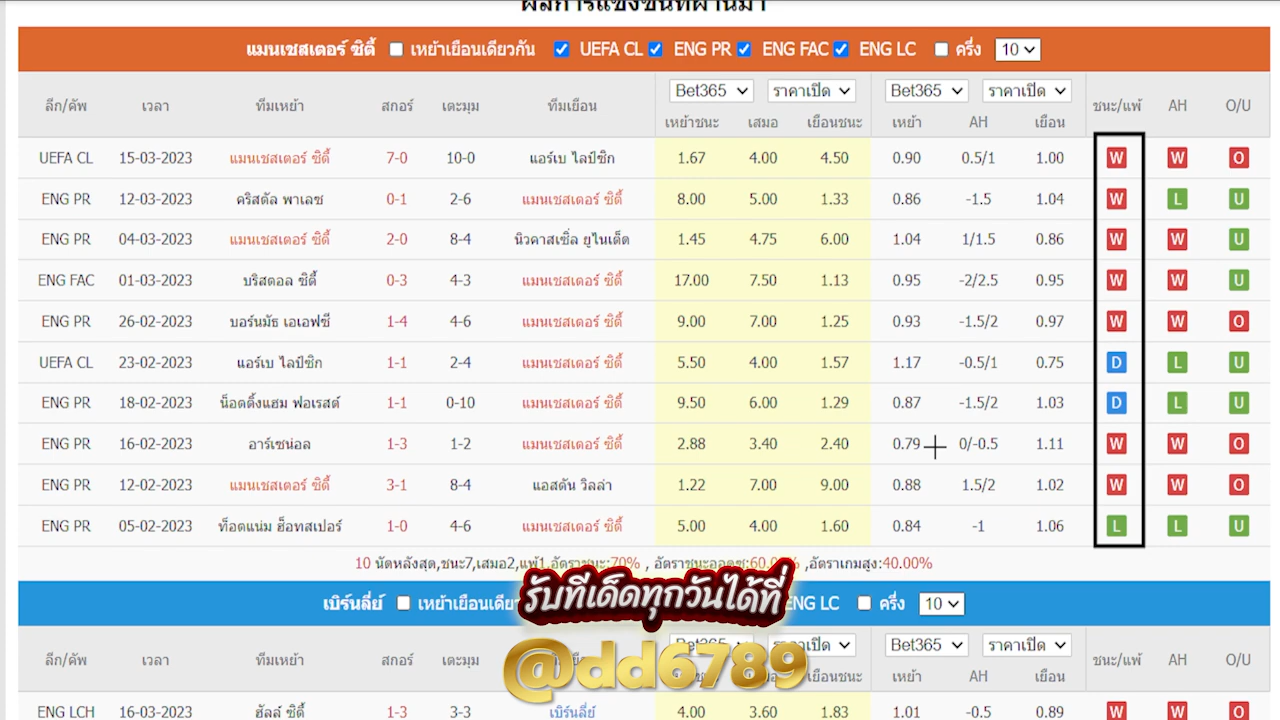 ผลการแข่งขันที่ผ่านมา
แมนเชสเตอร์ ซิตี้ เหย้าเยือนเดียวกัน UEFA CL ENG PR ENG FAC ENG LC ครึ่ง 10
Bet365 ราคาเปิด Bet365 ราคาเปิด
ลีก/คัพ เวลา ทีมเหย้า สกอร์ เตะมุม ทีมเยือน เหย้าชนะ เสมอ เยือนชนะ เหย้า AH เยือน ชนะ/แพ้ AH O/U
UEFA CL 15-03-2023 แมนเชสเตอร์ ซิตี้ 7-0 10-0 แอร์เบ ไลป์ซิก 1.67 4.00 4.50 0.90 0.5/1 1.00 W W O
ENG PR 12-03-2023 คริสตัล พาเลซ 0-1 2-6 แมนเชสเตอร์ ซิตี้ 8.00 5.00 1.33 0.86 -1.5 1.04 W L U
ENG PR 04-03-2023 แมนเชสเตอร์ ซิตี้ 2-0 8-4 นิวคาสเซิ่ล ยูไนเต็ด 1.45 4.75 6.00 1.04 1/1.5 0.86 W W U
ENG FAC 01-03-2023 บริสตอล ซิตี้ 0-3 4-3 แมนเชสเตอร์ ซิตี้ 17.00 7.50 1.13 0.95 -2/2.5 0.95 W W U
ENG PR 26-02-2023 บอร์นมัธ เอเอฟซี 1-4 4-6 แมนเชสเตอร์ ซิตี้ 9.00 7.00 1.25 0.93 -1.5/2 0.97 W W O
UEFA CL 23-02-2023 แอร์เบ ไลป์ซิก 1-1 2-4 แมนเชสเตอร์ ซิตี้ 5.50 4.00 1.57 1.17 -0.5/1 0.75 D L U
ENG PR 18-02-2023 น็อตติ้งแฮม ฟอเรสต์ 1-1 0-10 แมนเชสเตอร์ ซิตี้ 9.50 6.00 1.29 0.87 -1.5/2 1.03 D L U
ENG PR 16-02-2023 อาร์เซน่อล 1-3 1-2 แมนเชสเตอร์ ซิตี้ 2.88 3.40 2.40 0.79 0/-0.5 1.11 W W O
ENG PR 12-02-2023 แมนเชสเตอร์ ซิตี้ 3-1 8-4 แอสตัน วิลล่า 1.22 7.00 9.00 0.88 1.5/2 1.02 W W O
ENG PR 05-02-2023 ท็อตแน่ม ฮ็อทสเปอร์ 1-0 4-6 แมนเชสเตอร์ ซิตี้ 5.00 4.00 1.60 0.84 -1 1.06 L L U
10 นัดหลังสุด,ชนะ7,เสมอ2,แพ้1,อัตราชนะ:70% ,อัตราเกมสูง:40.00%
เบิร์นลี่ย์ ENG LC ครึ่ง 10
รับทีเด็ดทุกวันได้ที่
@dd6789
ราคาเปิด Bet365 ราคาเปิด
ลีก/คัพ เวลา ทีมเหย้า สกอร์ เตะมุม เยือนชนะ เหย้า AH เยือน ชนะ/แพ้ AH O/U
ENG LCH 16-03-2023 ฮัลล์ ซิตี้ 1-3 3-3 เบิร์นลี่ย์ 4.00 3.60 1.83 1.01 -0.5 0.89 W W O